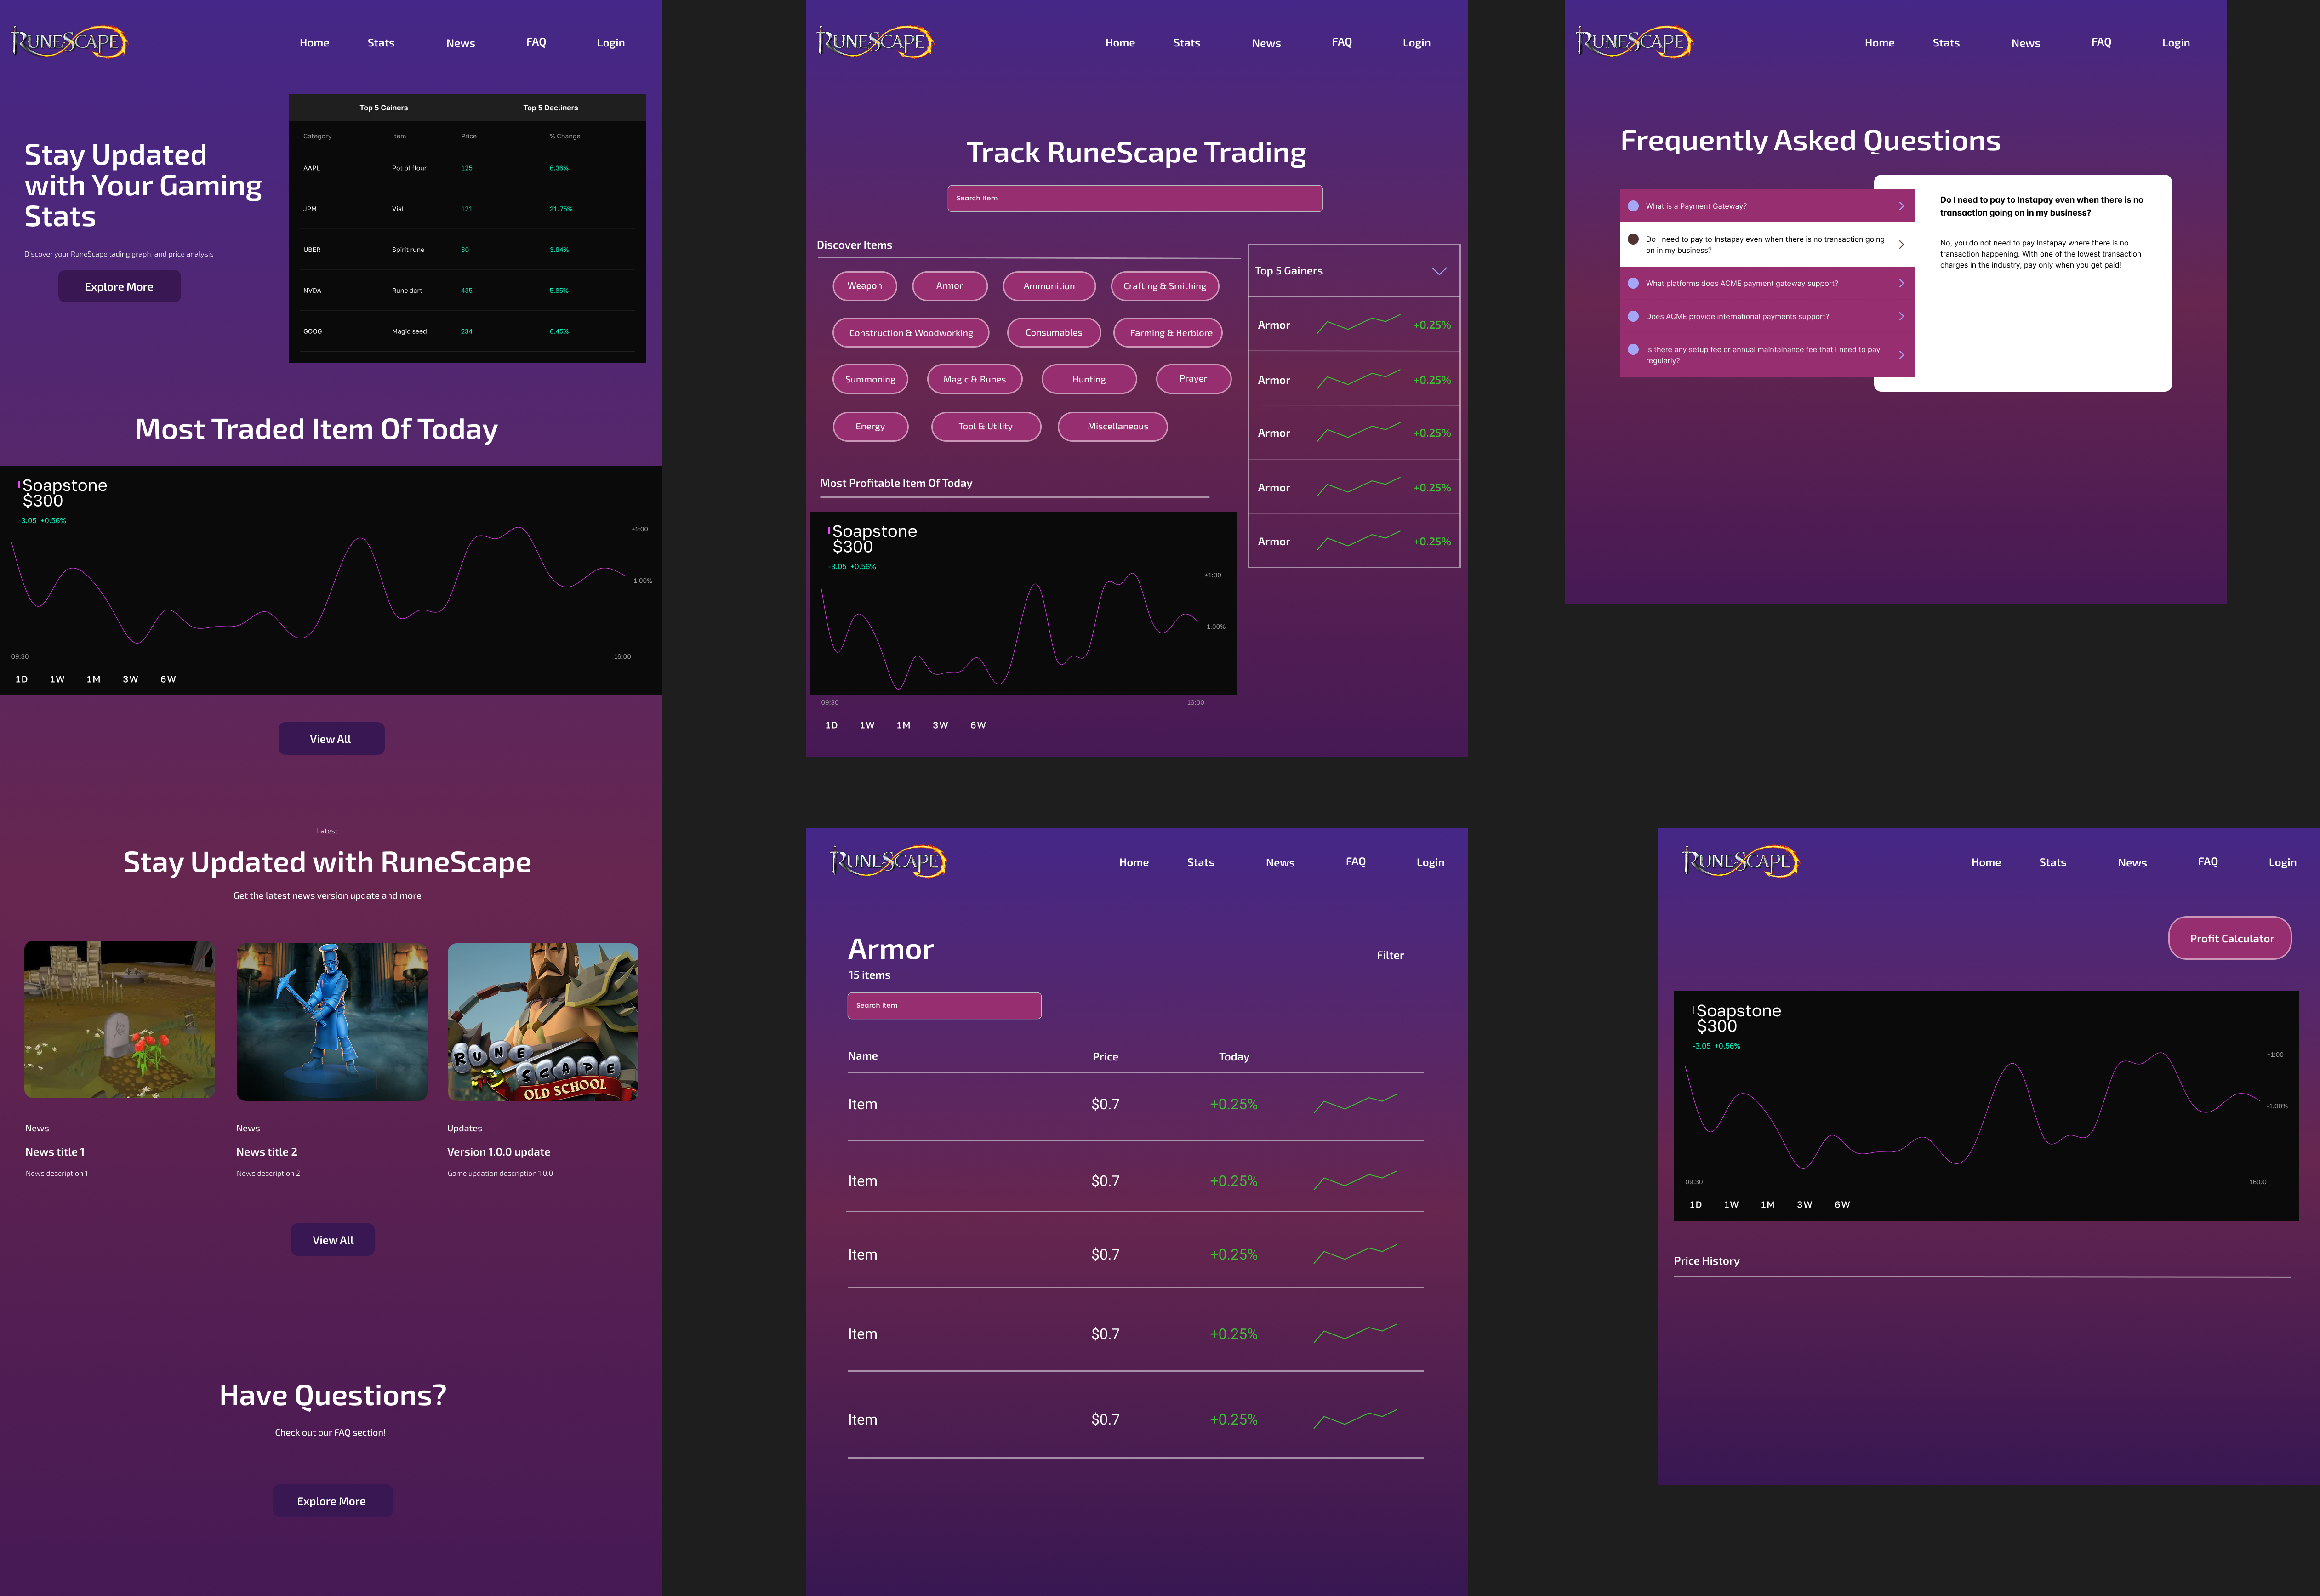 RUNESCAPE
Home Stats News FAQ Login
Stay Updated
with Your Gaming
Stats
Discover your RuneScape tading graph, and price analysis
Explore More
Top 5 Gainers Top 5 Decliners
Category Item Price % Change
AAPL Pot of flour 125 6.36%
JPM Vial 121 21.75%
UBER Spirit rune 80 3.84%
NVDA Rune dart 435 5.85%
GOOG Magic seed 234 6.45%
Most Traded Item Of Today
Soapstone
$300
-3.05 +0.56%
+1:00
-1.00%
09:30 16:00
1D 1W 1M 3W 6W
View All
Latest
Stay Updated with RuneScape
Get the latest news version update and more
RUNE
SCAPE
OLD SCHOOL
News News Updates
News title 1 News title 2 Version 1.0.0 update
News description 1 News description 2 Game updation description 1.0.0
View All
Have Questions?
Check out our FAQ section!
Explore More
RUNESCAPE
Home Stats News FAQ Login
Track RuneScape Trading
Search Item
Discover Items
Weapon Armor Ammunition Crafting & Smithing
Construction & Woodworking Consumables Farming & Herblore
Summoning Magic & Runes Hunting Prayer
Energy Tool & Utility Miscellaneous
Top 5 Gainers
Armor +0.25%
Armor +0.25%
Armor +0.25%
Armor +0.25%
Armor +0.25%
Most Profitable Item Of Today
Soapstone
$300
-3.05 +0.56%
+1:00
-1.00%
09:30 16:00
1D 1W 1M 3W 6W
RUNESCAPE
Home Stats News FAQ Login
Frequently Asked Questions
What is a Payment Gateway?
Do I need to pay to Instapay even when there is no transaction going
on in my business?
What platforms does ACME payment gateway support?
Does ACME provide international payments support?
Is there any setup fee or annual maintainance fee that I need to pay
regularly?
Do I need to pay to Instapay even when there is no
transaction going on in my business?
No, you do not need to pay Instapay where there is no
transaction happening. With one of the lowest transaction
charges in the industry, pay only when you get paid!
RUNESCAPE
Home Stats News FAQ Login
Armor
15 items
Filter
Search Item
Name Price Today
Item $0.7 +0.25%
Item $0.7 +0.25%
Item $0.7 +0.25%
Item $0.7 +0.25%
Item $0.7 +0.25%
RUNESCAPE
Home Stats News FAQ Login
Profit Calculator
Soapstone
$300
-3.05 +0.56%
+1:00
-1.00%
09:30 16:00
1D 1W 1M 3W 6W
Price History